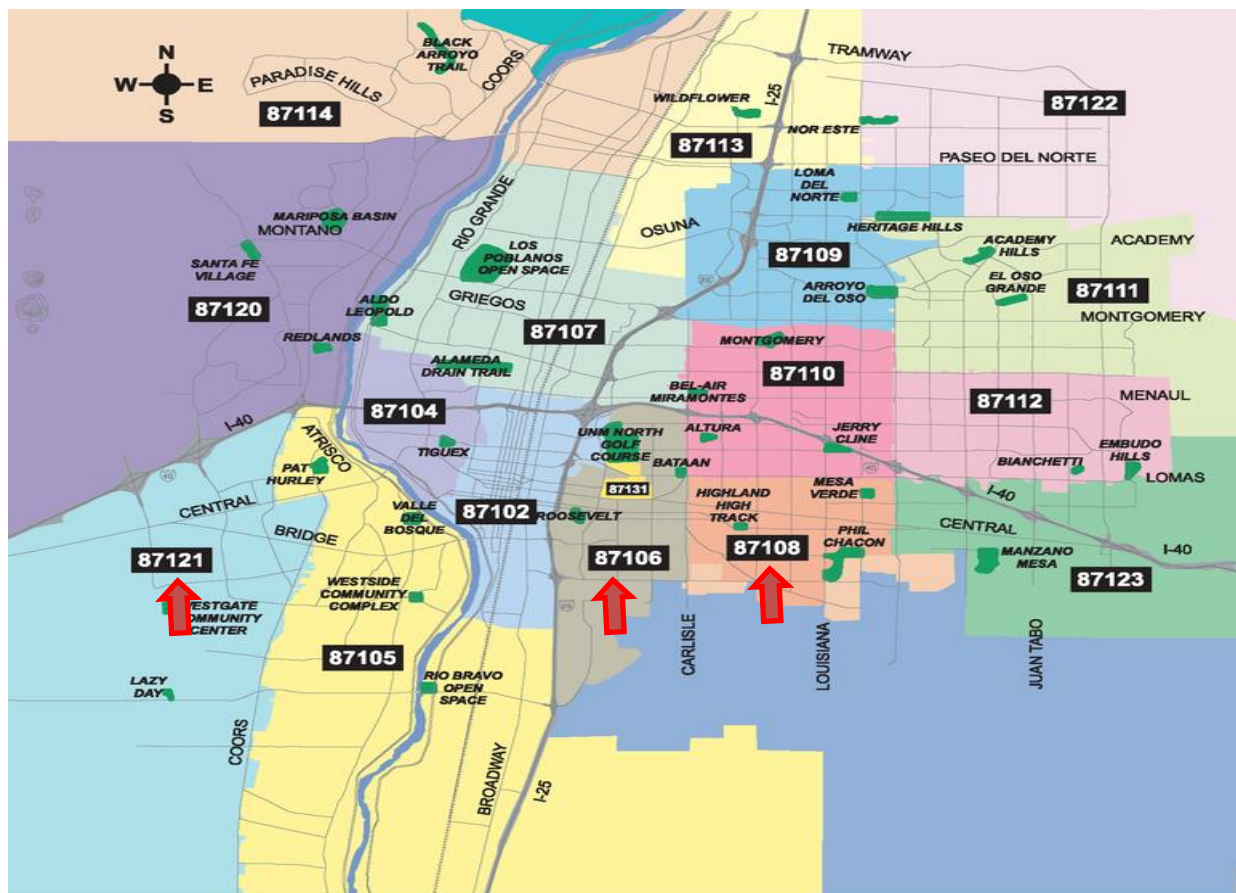 BLACK
ARROYO
TRAIL
COORS
PARADISE HILLS
N
W
E
S
87114
TRAMWAY
I-25
WILDFLOWER
87122
NOR ESTE
87113
PASEO DEL NORTE
LOMA
DEL
NORTE
RIO GRANDE
OSUNA
HERITAGE HILLS
MARIPOSA BASIN
MONTANO
SANTA FE
VILLAGE
LOS
POBLANOS
OPEN SPACE
87109
ACADEMY
HILLS
ACADEMY
EL OSO
GRANDE
87111
ARROYO
DEL OSO
87120
ALDO
LEOPOLD
GRIEGOS
MONTGOMERY
REDLANDS
87107
MONTGOMERY
ALAMEDA
DRAIN TRAIL
87110
BEL-AIR
MIRAMONTES
MENAUL
87112
87104
I-40
ATRISCO
TIGUEX
UNM NORTH
GOLF
COURSE
ALTURA
JERRY
CLINE
40
EMBUDO
HILLS
BIANCHETTI
LOMAS
PAT
HURLEY
40
BATAAN
87131
MESA
VERDE
I-40
CENTRAL
VALLE
DEL
BOSQUE
87102
ROOSEVELT
HIGHLAND
HIGH
TRACK
CENTRAL
BRIDGE
PHIL
CHACON
87121
87106
87108
MANZANO
MESA
I-40
87123
WESTGATE
COMMUNITY
CENTER
WESTSIDE
COMMUNITY
COMPLEX
CARLISLE
LOUISIANA
JUAN TABO
87105
LAZY
DAY
RIO BRAVO
OPEN
SPACE
COORS
BROADWAY
I-25